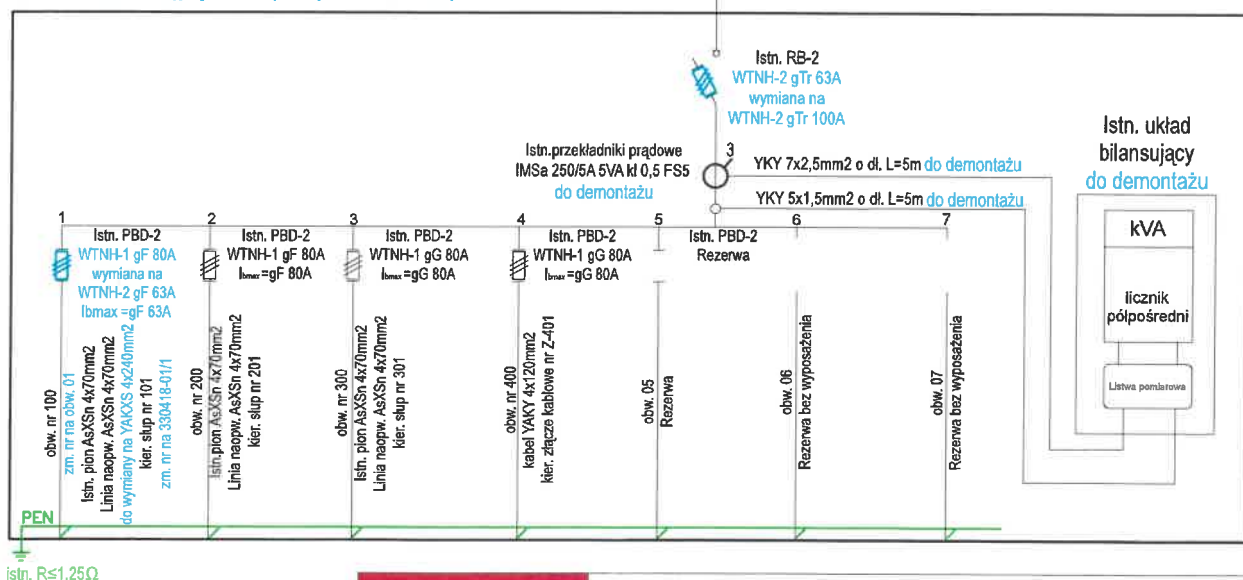 Istn. RB-2
WTNH-2 gTr 63A
wymiana na
WTNH-2 gTr 100A
Istn.przekładniki prądowe
IMSa 250/5A 5VA kl 0,5 FS5
do demontażu
3
YKY 7x2,5mm2 o dł. L=5m do demontażu
YKY 5x1,5mm2 o dł. L=5m do demontażu
Istn. układ
bilansujący
do demontażu
kVA
licznik
półpośredni
Listwa pomiarowa
1
2
3
4
5
6
7
Istn. PBD-2
WTNH-1 gF 80A
wymiana na
WTNH-2 gF 63A
Ibmax =gF 63A
Istn. PBD-2
WTNH-1 gF 80A
Ibmax =gF 80A
Istn. PBD-2
WTNH-1 gG 80A
Ibmax =gG 80A
Istn. PBD-2
WTNH-1 gG 80A
Ibmax =gG 80A
Istn. PBD-2
Rezerwa
obw. nr 100
zm. nr na obw. 01
Istn. pion AsXSn 4x70mm2
Linia naopw. AsXSn 4x70mm2
do wymiany na YAKXS 4x240mm2
kier. słup nr 101
zm. nr na 330418-01/1
obw. nr 200
Istn.pion AsXSn 4x70mm2
Linia naopw. AsXSn 4x70mm2
kier. słup nr 201
obw. nr 300
Istn. pion AsXSn 4x70mm2
Linia naopw. AsXSn 4x70mm2
kier. słup nr 301
obw. nr 400
kabel YAKY 4x120mm2
kier. złącze kablowe nr Z-401
obw. 05
Rezerwa
obw. 06
Rezerwa bez wyposażenia
obw. 07
Rezerwa bez wyposażenia
PEN
istn. R≤1.25Ω